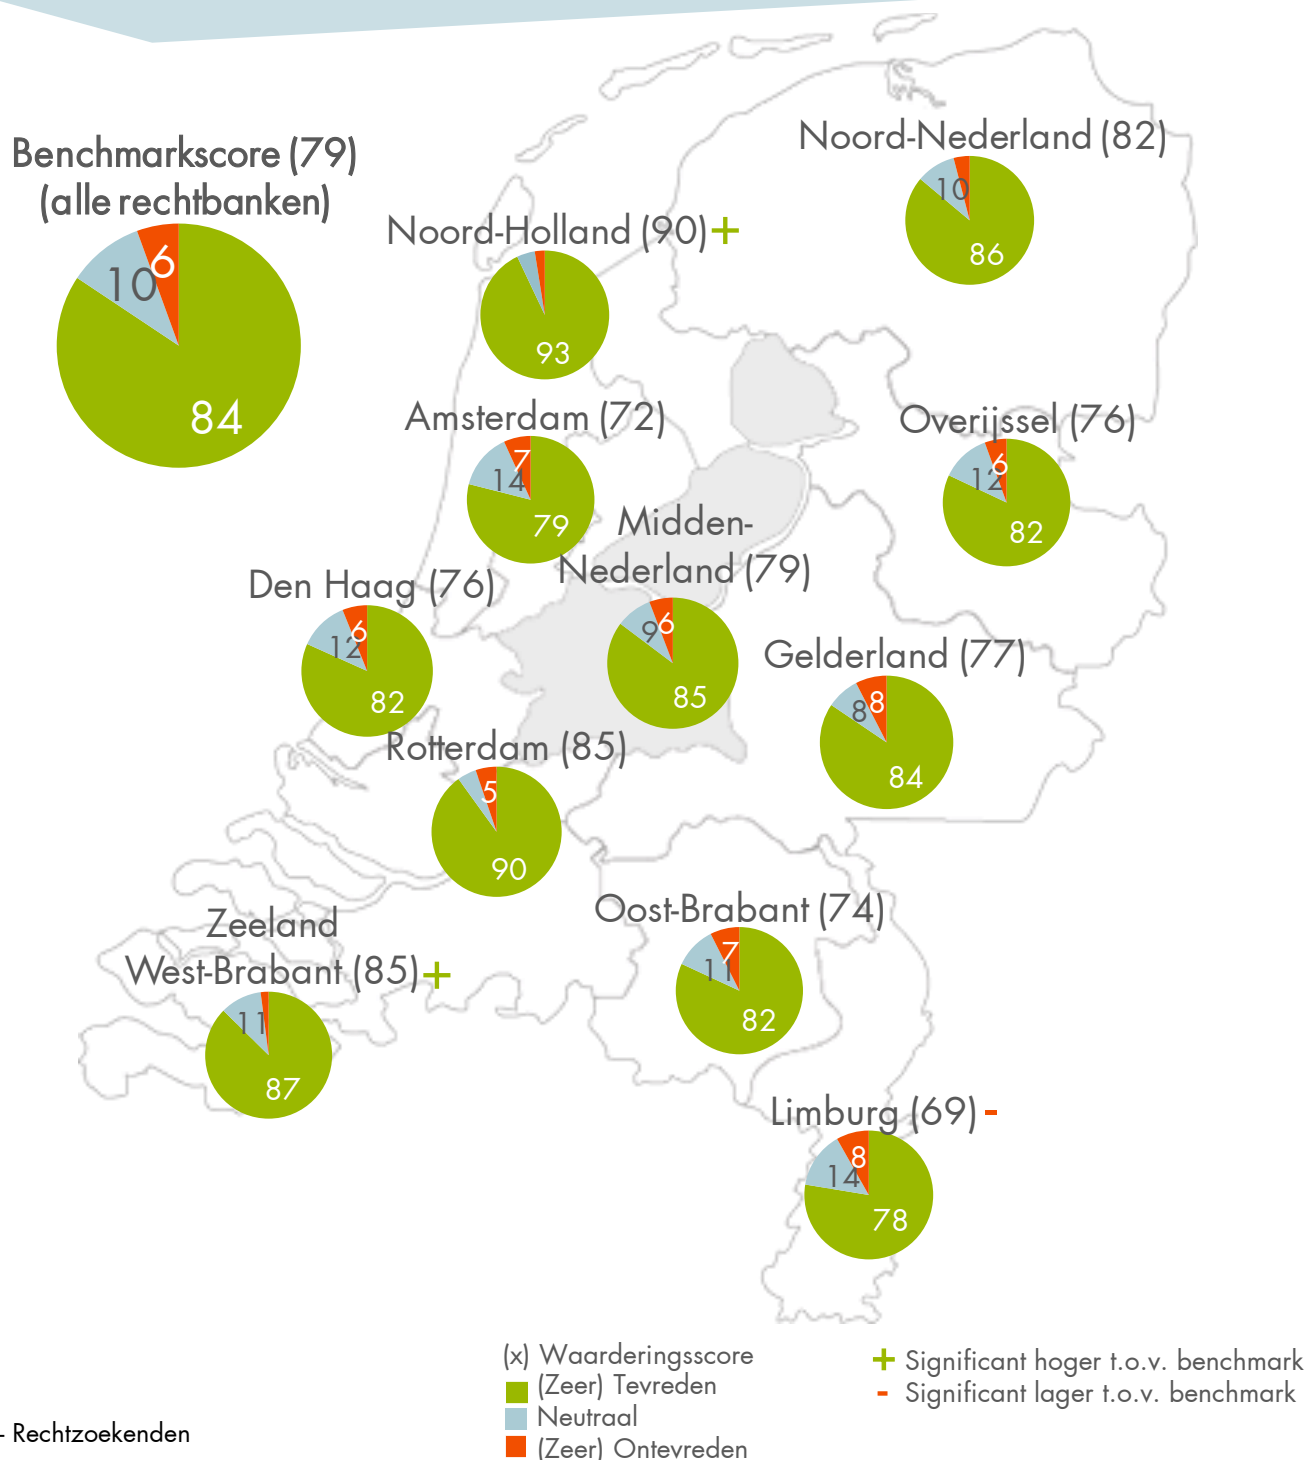 Benchmarkscore (79)
(alle rechtbanken)
6
10
84
Noord-Nederland (82)
10
86
Noord-Holland (90) +
93
Amsterdam (72)
7
14
79
Overijssel (76)
6
12
82
Midden-
Nederland (79)
6
9
85
Den Haag (76)
6
12
82
Gelderland (77)
8
8
84
Rotterdam (85)
5
90
Oost-Brabant (74)
7
11
82
Zeeland
West-Brabant (85) +
11
87
Limburg (69) -
8
14
78
(x) Waarderingsscore
(Zeer) Tevreden
Neutraal
(Zeer) Ontevreden
+ Significant hoger t.o.v. benchmark
- Significant lager t.o.v. benchmark
- Rechtzoekenden